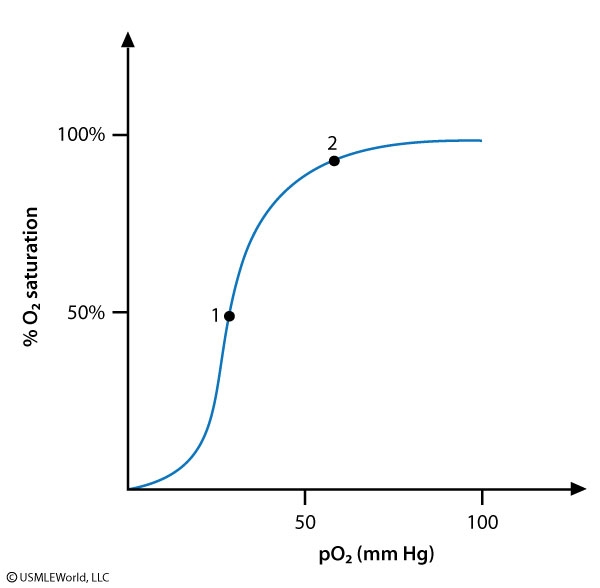 100%
2
% O₂ saturation
1
50%
50
100
pO₂ (mm Hg)
© USMLEWorld, LLC